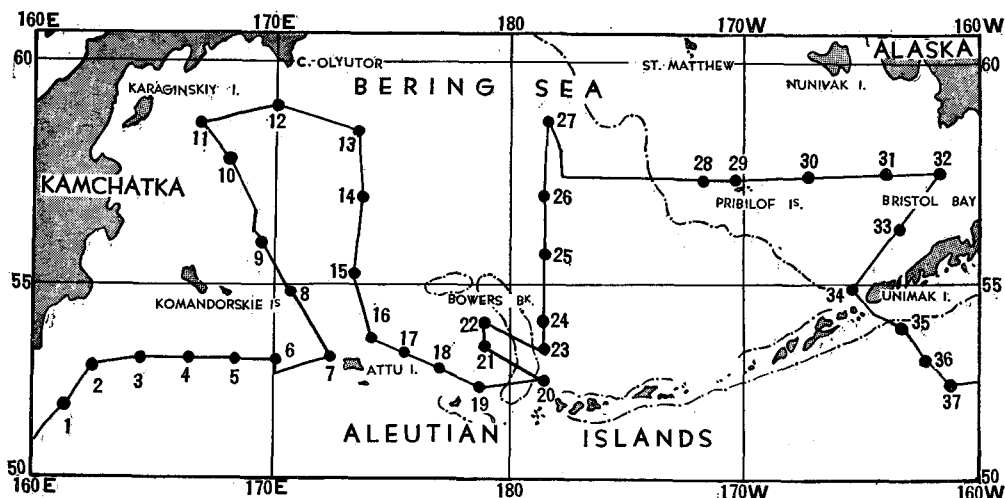 160E 170E 180 170W 160W
60 C. OLYUTOR ST. MATTHEW ALASKA 60
NUNIVAK I.
KARAGINSKIY I. BERING SEA
11 12 13 27
10 28 29 30 31 32
KAMCHATKA 14 26 PRIBILOF IS. BRISTOL BAY
9 33
25
15
55 8 34 UNIMAK I. 55
KOMANDORSKIE IS BOWERS BK.
16 22 24 35
17
6 18 21 23
2 3 4 5 7 ATTU I. 36
19 20 37
1
ALEUTIAN ISLANDS
50 50
160E 170E 180 170W 160W